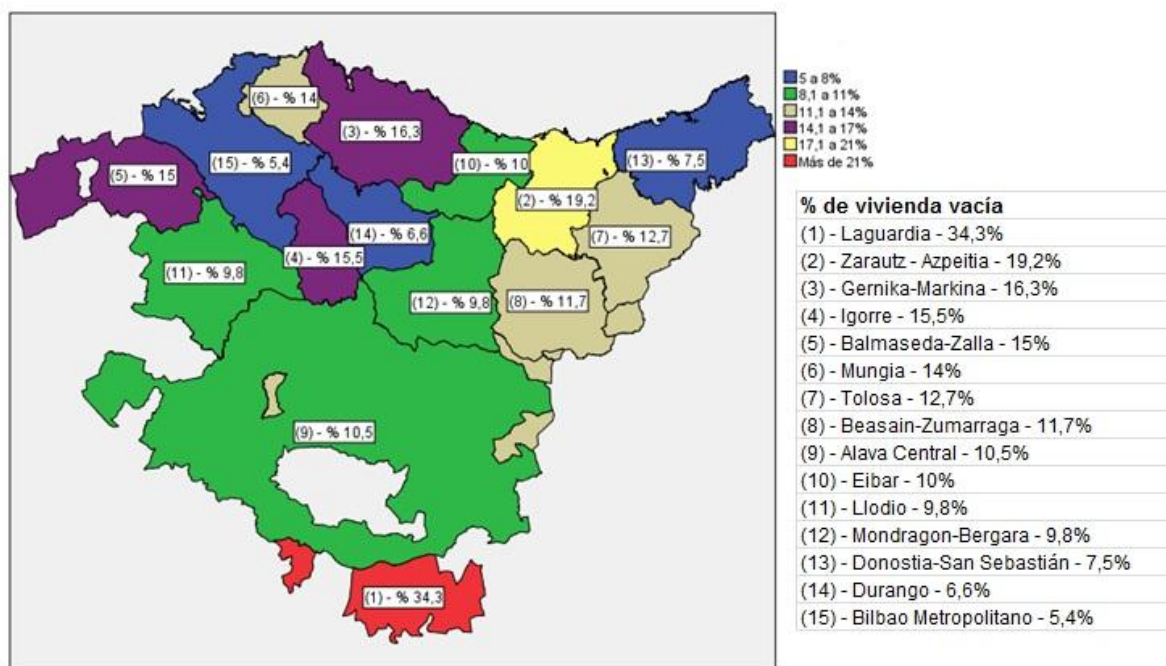 (6) - % 14
(3) - % 16,3
(10) - % 10
(15) - % 5,4
(13) - % 7,5
(5) - % 15
(2) - % 19,2
(14) - % 6,6
(7) - % 12,7
(4) - % 15,5
(11) - % 9,8
(12) - % 9,8
(8) - % 11,7
(9) - % 10,5
(1) - % 34,3
5 a 8%
8,1 a 11%
11,1 a 14%
14,1 a 17%
17,1 a 21%
Más de 21%
% de vivienda vacía
(1) - Laguardia - 34,3%
(2) - Zarautz - Azpeitia - 19,2%
(3) - Gernika-Markina - 16,3%
(4) - Igorre - 15,5%
(5) - Balmaseda-Zalla - 15%
(6) - Mungia - 14%
(7) - Tolosa - 12,7%
(8) - Beasain-Zumarraga - 11,7%
(9) - Alava Central - 10,5%
(10) - Eibar - 10%
(11) - Llodio - 9,8%
(12) - Mondragon-Bergara - 9,8%
(13) - Donostia-San Sebastián - 7,5%
(14) - Durango - 6,6%
(15) - Bilbao Metropolitano - 5,4%